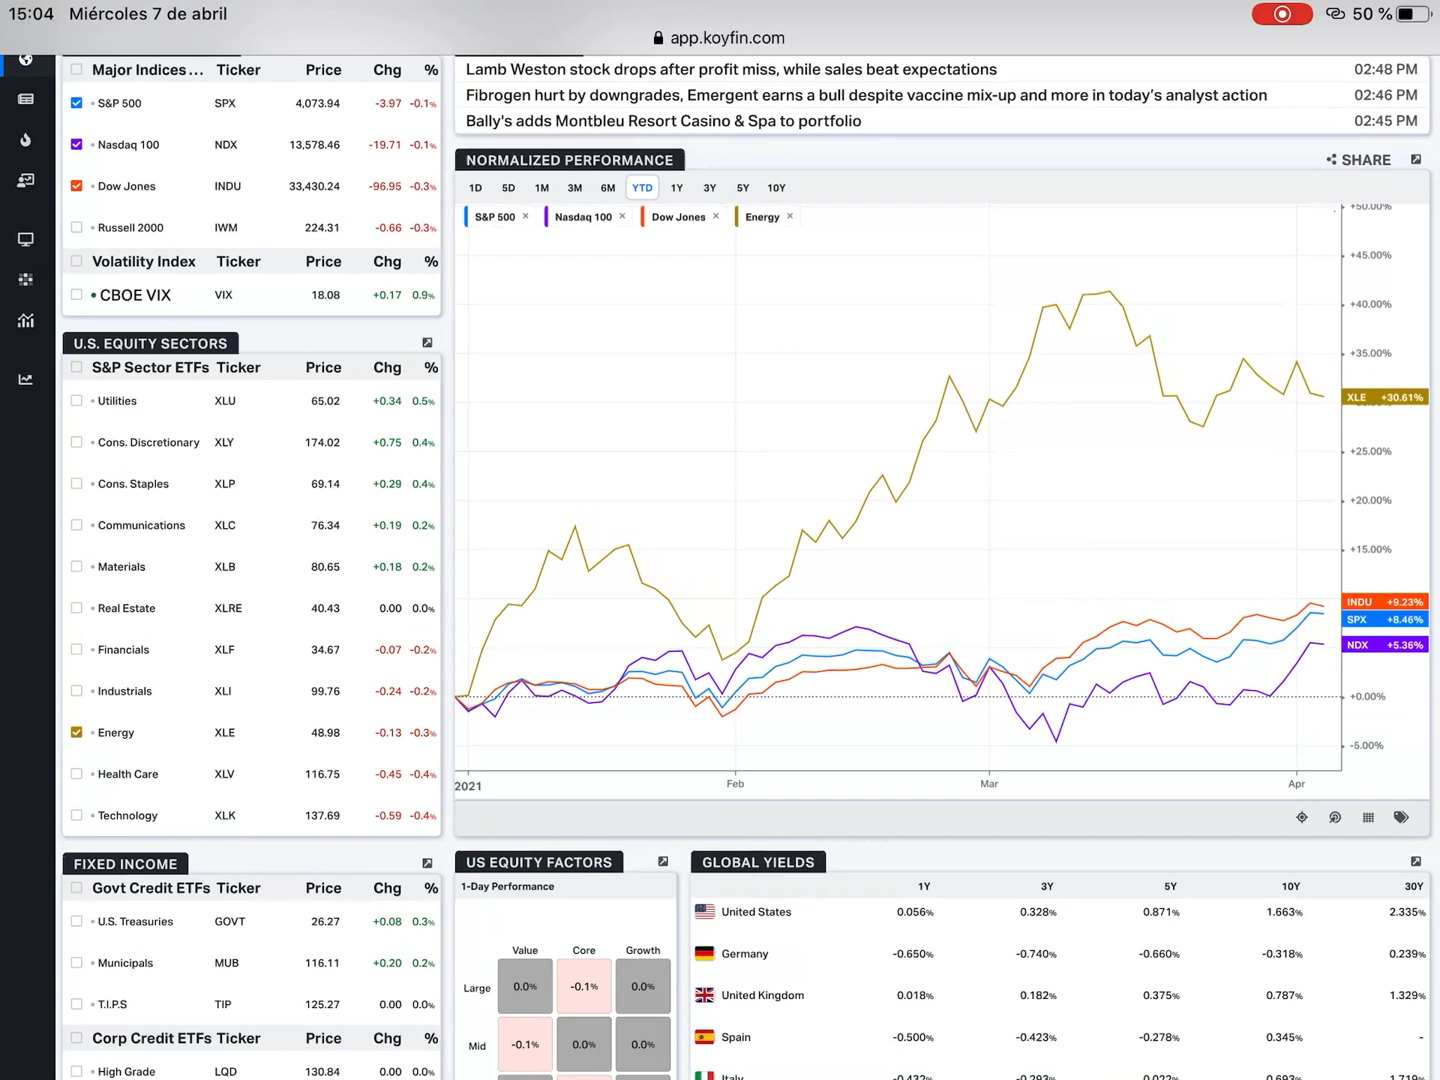 15:04 Miércoles 7 de abril 50 %
app.koyfin.com
Major Indices... Ticker Price Chg %
S&P 500 SPX 4,073.94 -3.97 -0.1%
Nasdaq 100 NDX 13,578.46 -19.71 -0.1%
Dow Jones INDU 33,430.24 -96.95 -0.3%
Russell 2000 IWM 224.31 -0.66 -0.3%
Volatility Index Ticker Price Chg %
CBOE VIX VIX 18.08 +0.17 0.9%
U.S. EQUITY SECTORS
S&P Sector ETFs Ticker Price Chg %
Utilities XLU 65.02 +0.34 0.5%
Cons. Discretionary XLY 174.02 +0.75 0.4%
Cons. Staples XLP 69.14 +0.29 0.4%
Communications XLC 76.34 +0.19 0.2%
Materials XLB 80.65 +0.18 0.2%
Real Estate XLRE 40.43 0.00 0.0%
Financials XLF 34.67 -0.07 -0.2%
Industrials XLI 99.76 -0.24 -0.2%
Energy XLE 48.98 -0.13 -0.3%
Health Care XLV 116.75 -0.45 -0.4%
Technology XLK 137.69 -0.59 -0.4%
FIXED INCOME
Govt Credit ETFs Ticker Price Chg %
U.S. Treasuries GOVT 26.27 +0.08 0.3%
Municipals MUB 116.11 +0.20 0.2%
T.I.P.S TIP 125.27 0.00 0.0%
Corp Credit ETFs Ticker Price Chg %
High Grade LQD 130.84 0.00 0.0%
Lamb Weston stock drops after profit miss, while sales beat expectations 02:48 PM
Fibrogen hurt by downgrades, Emergent earns a bull despite vaccine mix-up and more in today's analyst action 02:46 PM
Bally's adds Montbleu Resort Casino & Spa to portfolio 02:45 PM
NORMALIZED PERFORMANCE SHARE
1D 5D 1M 3M 6M YTD 1Y 3Y 5Y 10Y
S&P 500 × Nasdaq 100 × Dow Jones × Energy ×
+50.00%
+45.00%
+40.00%
+35.00%
XLE +30.61%
+25.00%
+20.00%
+15.00%
INDU +9.23%
SPX +8.46%
NDX +5.36%
+0.00%
-5.00%
2021 Feb Mar Apr
US EQUITY FACTORS
1-Day Performance
Value Core Growth
Large 0.0% -0.1% 0.0%
Mid -0.1% 0.0% 0.0%
GLOBAL YIELDS
1Y 3Y 5Y 10Y 30Y
United States 0.056% 0.328% 0.871% 1.663% 2.335%
Germany -0.650% -0.740% -0.660% -0.318% 0.239%
United Kingdom 0.018% 0.182% 0.375% 0.787% 1.329%
Spain -0.500% -0.423% -0.278% 0.345% -
Italy -0.432% -0.293% 0.022% 0.693% 1.719%